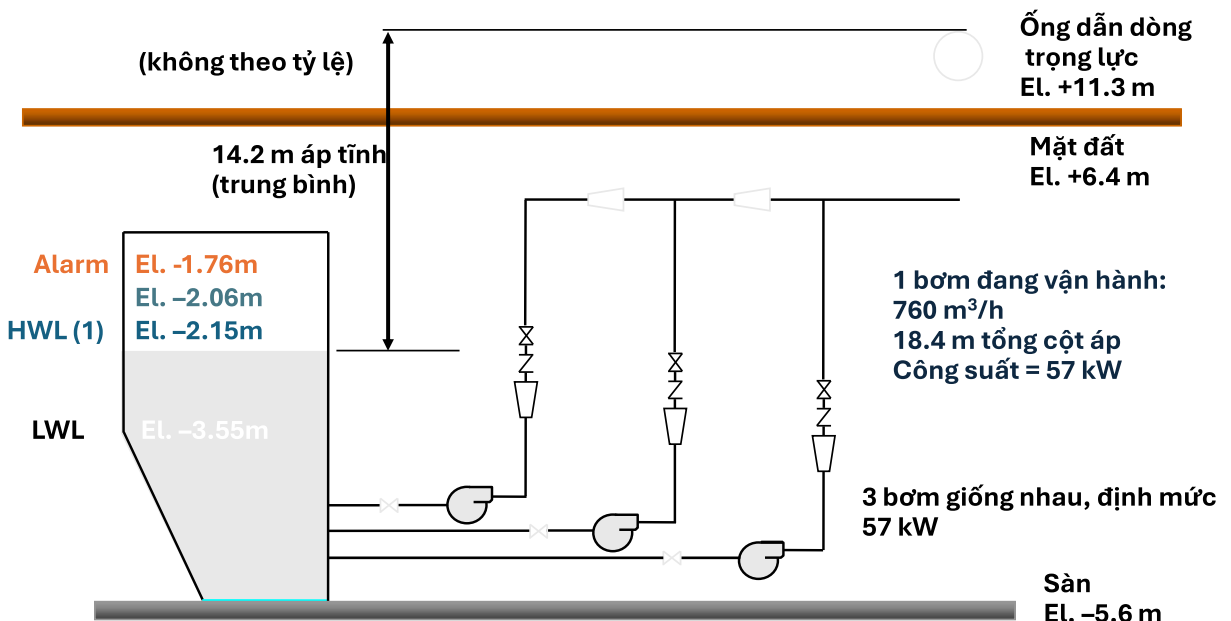 Ống dẫn dòng
trọng lực
El. +11.3 m
(không theo tỷ lệ)
Mặt đất
El. +6.4 m
14.2 m áp tĩnh
(trung bình)
Alarm El. -1.76m
El. –2.06m
HWL (1) El. –2.15m
1 bơm đang vận hành:
760 m³/h
18.4 m tổng cột áp
Công suất = 57 kW
LWL El. –3.55m
3 bơm giống nhau, định mức
57 kW
Sàn
El. –5.6 m